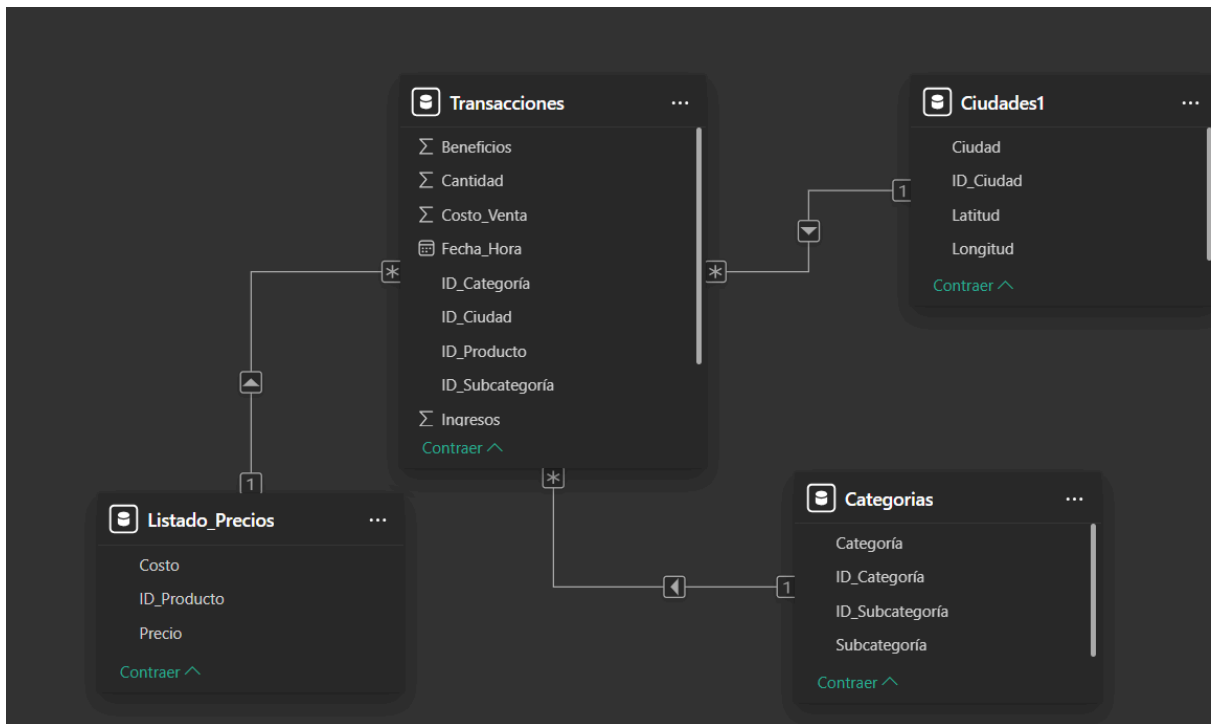 Transacciones
Beneficios
Cantidad
Costo_Venta
Fecha_Hora
ID_Categoría
ID_Ciudad
ID_Producto
ID_Subcategoría
Ingresos
Contraer
Ciudades1
Ciudad
ID_Ciudad
Latitud
Longitud
Contraer
1
*
*
*
1
1
Listado_Precios
Costo
ID_Producto
Precio
Contraer
Categorias
Categoría
ID_Categoría
ID_Subcategoría
Subcategoría
Contraer